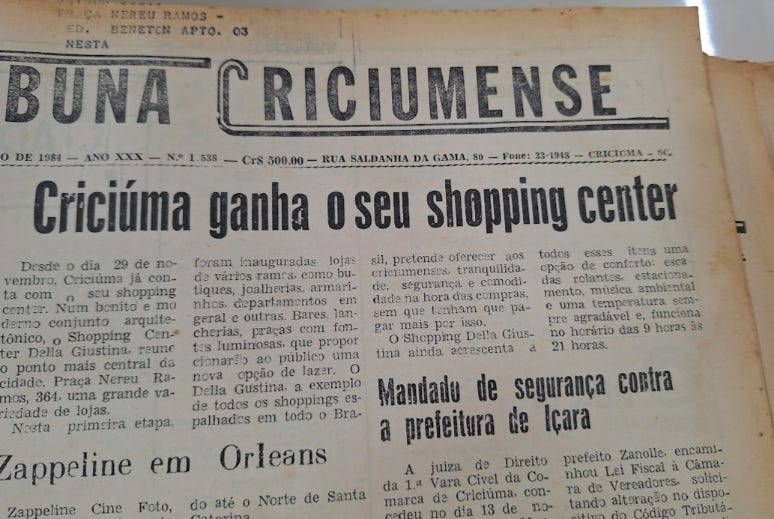 PRAÇA NEREU RAMOS -
ED. BENETON APTO. 03
NESTA
BUNA CRICIUMENSE
O DE 1984 — ANO XXX — N.º 1.538 — Cr$ 500.00 — RUA SALDANHA DA GAMA, 80 — Fone: 33-1948 — CRICIUMA — SC.
Criciúma ganha o seu shopping center
Desde o dia 29 de no-
vembro, Criciúma já con-
ta com o seu shopping
center. Num bonito e mo
derno conjunto arquite-
tônico, o Shopping Cen-
ter Della Giustina, reune
o ponto mais central da
cidade, Praça Nereu Ra-
mos, 364, uma grande va-
riedade de lojas.
Nesta primeira etapa,
foram inauguradas lojas
de vários ramos, como bu-
tiques, joalherias, armari-
nhos, departamentos em
geral e outras. Bares, lan-
cherias, praças com fon-
tes luminosas, que propor
cionarão ao público uma
nova opção de lazer. O
Della Gustina, a exemplo
de todos os shoppings es-
palhados em todo o Bra-
sil, pretende oferecer aos
criciumenses, tranquilida-
de, segurança e comodi-
dade na hora das compras,
sem que tenham que pa-
gar mais por isso.
O Shopping Della Gius-
tina ainda acrescenta à
todos esses itens uma
opção de conforto: esca-
das rolantes, estaciona-
mento, música ambiental
e uma temperatura sem-
pre agradável e, funciona
no horário das 9 horas às
21 horas.
Mandado de segurança contra
a prefeitura de Içara
A juiza de Direito
da 1.ª Vara Cível da Co-
marca de Criciúma, con-
cedeu no dia 13 de no-
prefeito Zanolle, encami-
nhou Lei Fiscal à Câma-
ra de Vereadores, solici-
tando alteração no dispo-
sitivo do Código Tributá-
Zappeline em Orleans
Zappeline Cine Foto,
do até o Norte de Santa
Catarina